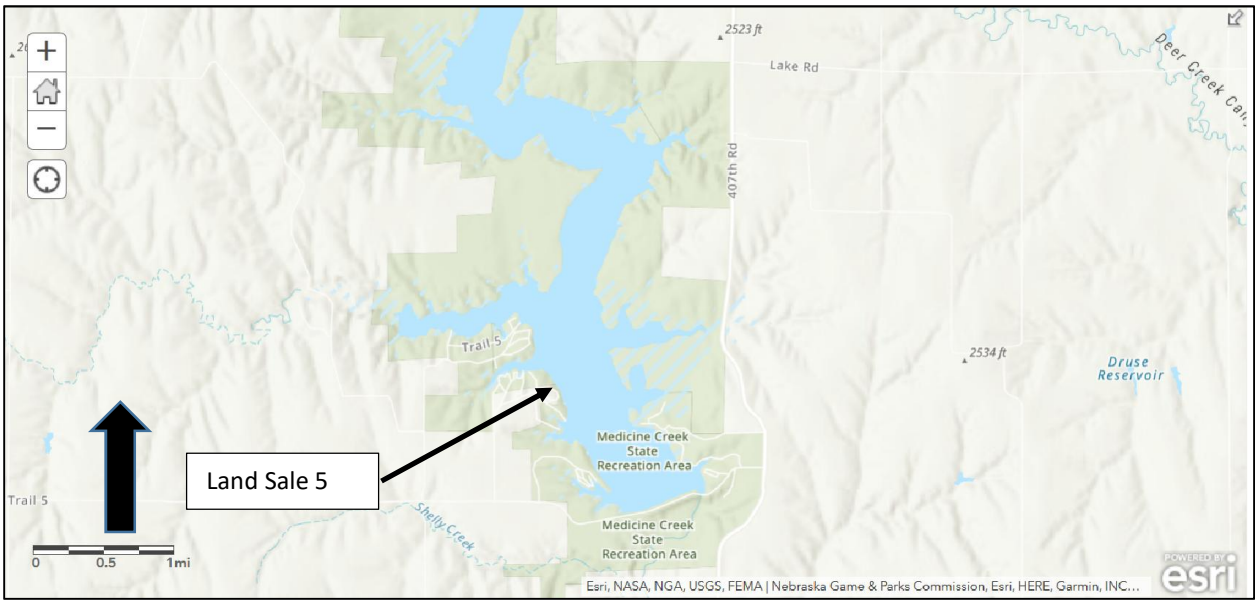 2523 ft
Lake Rd
Deer Creek
407th Rd
Trail 5
2534 ft
Druse
Reservoir
Medicine Creek
State
Recreation Area
Land Sale 5
Trail 5
Shelly Creek
Medicine Creek
State
Recreation Area
0 0.5 1mi
POWERED BY
esri
Esri, NASA, NGA, USGS, FEMA | Nebraska Game & Parks Commission, Esri, HERE, Garmin, INC...